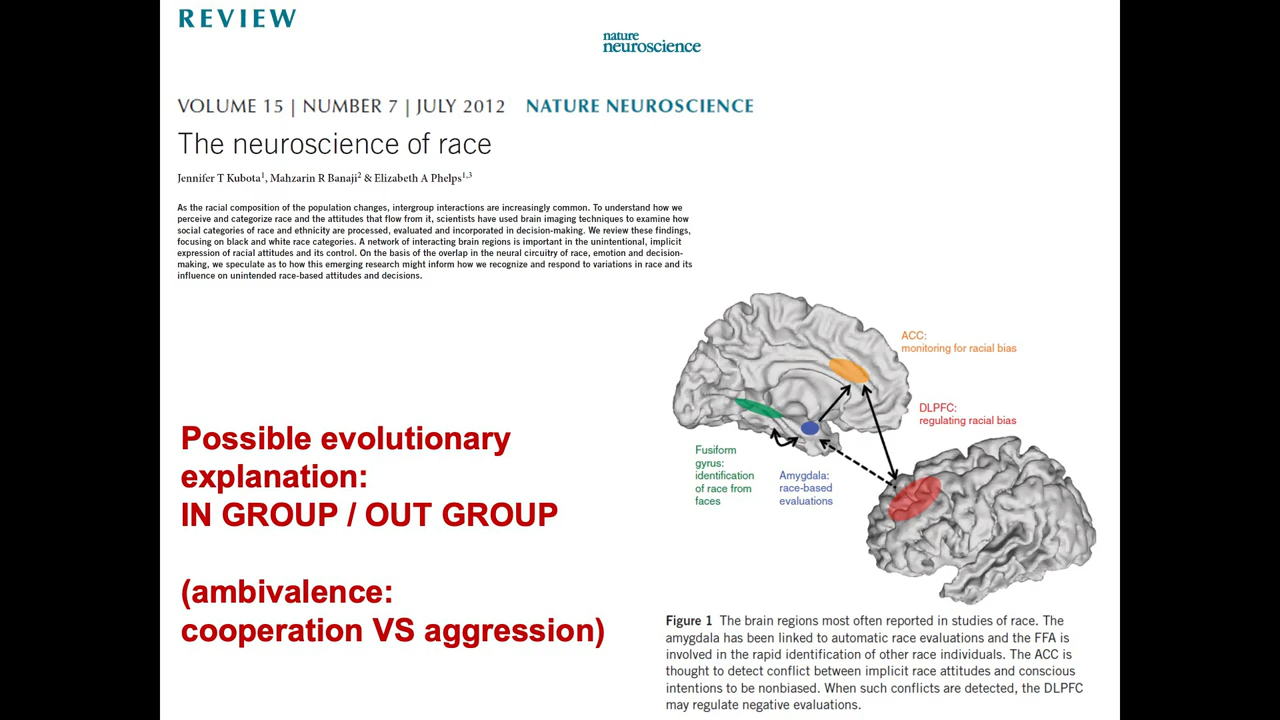 REVIEW
nature
neuroscience
VOLUME 15 | NUMBER 7 | JULY 2012 NATURE NEUROSCIENCE
The neuroscience of race
Jennifer T Kubota1, Mahzarin R Banaji2 & Elizabeth A Phelps1,3
As the racial composition of the population changes, intergroup interactions are increasingly common. To understand how we
perceive and categorize race and the attitudes that flow from it, scientists have used brain imaging techniques to examine how
social categories of race and ethnicity are processed, evaluated and incorporated in decision-making. We review these findings,
focusing on black and white race categories. A network of interacting brain regions is important in the unintentional, implicit
expression of racial attitudes and its control. On the basis of the overlap in the neural circuitry of race, emotion and decision-
making, we speculate as to how this emerging research might inform how we recognize and respond to variations in race and its
influence on unintended race-based attitudes and decisions.
ACC:
monitoring for racial bias
DLPFC:
regulating racial bias
Fusiform
gyrus:
identification
of race from
faces
Amygdala:
race-based
evaluations
Possible evolutionary
explanation:
IN GROUP / OUT GROUP
(ambivalence:
cooperation VS aggression)
Figure 1 The brain regions most often reported in studies of race. The
amygdala has been linked to automatic race evaluations and the FFA is
involved in the rapid identification of other race individuals. The ACC is
thought to detect conflict between implicit race attitudes and conscious
intentions to be nonbiased. When such conflicts are detected, the DLPFC
may regulate negative evaluations.